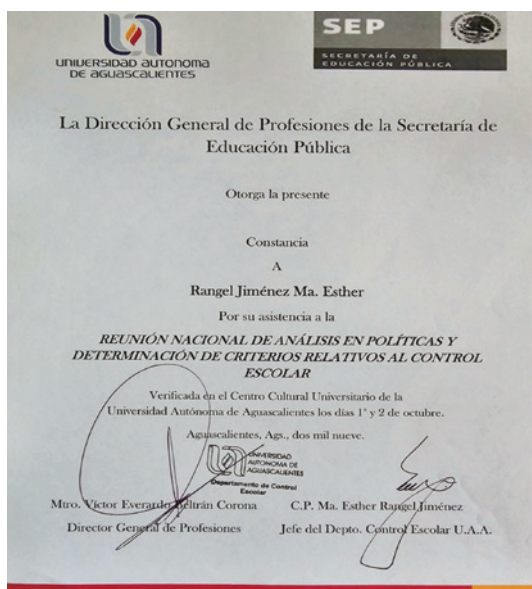 UNIVERSIDAD AUTONOMA
DE AGUASCALIENTES
SEP
SECRETARÍA DE
EDUCACIÓN PÚBLICA
La Dirección General de Profesiones de la Secretaría de
Educación Pública
Otorga la presente
Constancia
A
Rangel Jiménez Ma. Esther
Por su asistencia a la
REUNIÓN NACIONAL DE ANÁLISIS EN POLÍTICAS Y
DETERMINACIÓN DE CRITERIOS RELATIVOS AL CONTROL
ESCOLAR
Verificada en el Centro Cultural Universitario de la
Universidad Autónoma de Aguascalientes los días 1° y 2 de octubre.
Aguascalientes, Ags., dos mil nueve.
UNIVERSIDAD
AUTONOMA DE
AGUASCALIENTES
Departamento de Control
Escolar
Mtro. Víctor Everardo Beltrán Corona
C.P. Ma. Esther Rangel Jiménez
Director General de Profesiones
Jefe del Depto. Control Escolar U.A.A.